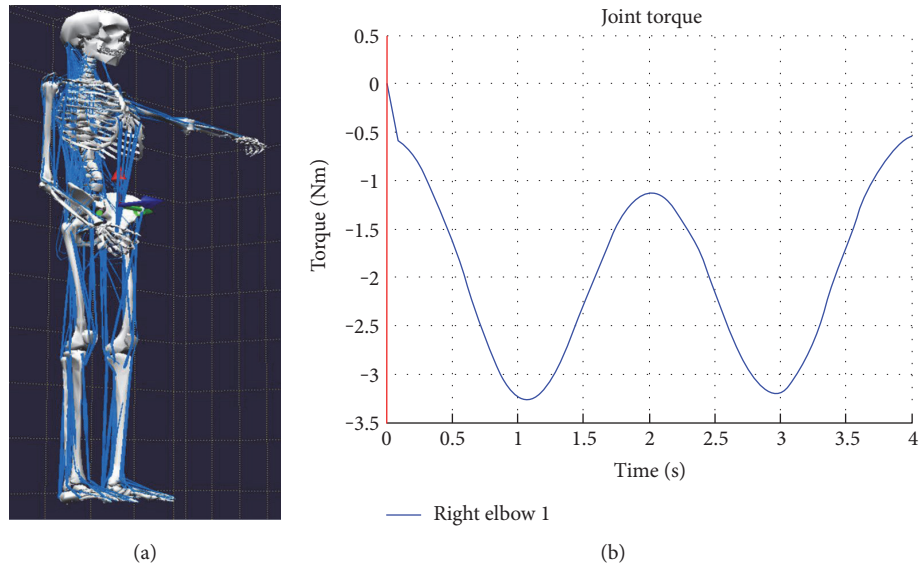 Joint torque
0.5
0
−0.5
−1
−1.5
−2
−2.5
−3
−3.5
Torque (Nm)
0 0.5 1 1.5 2 2.5 3 3.5 4
Time (s)
Right elbow 1
(a)
(b)